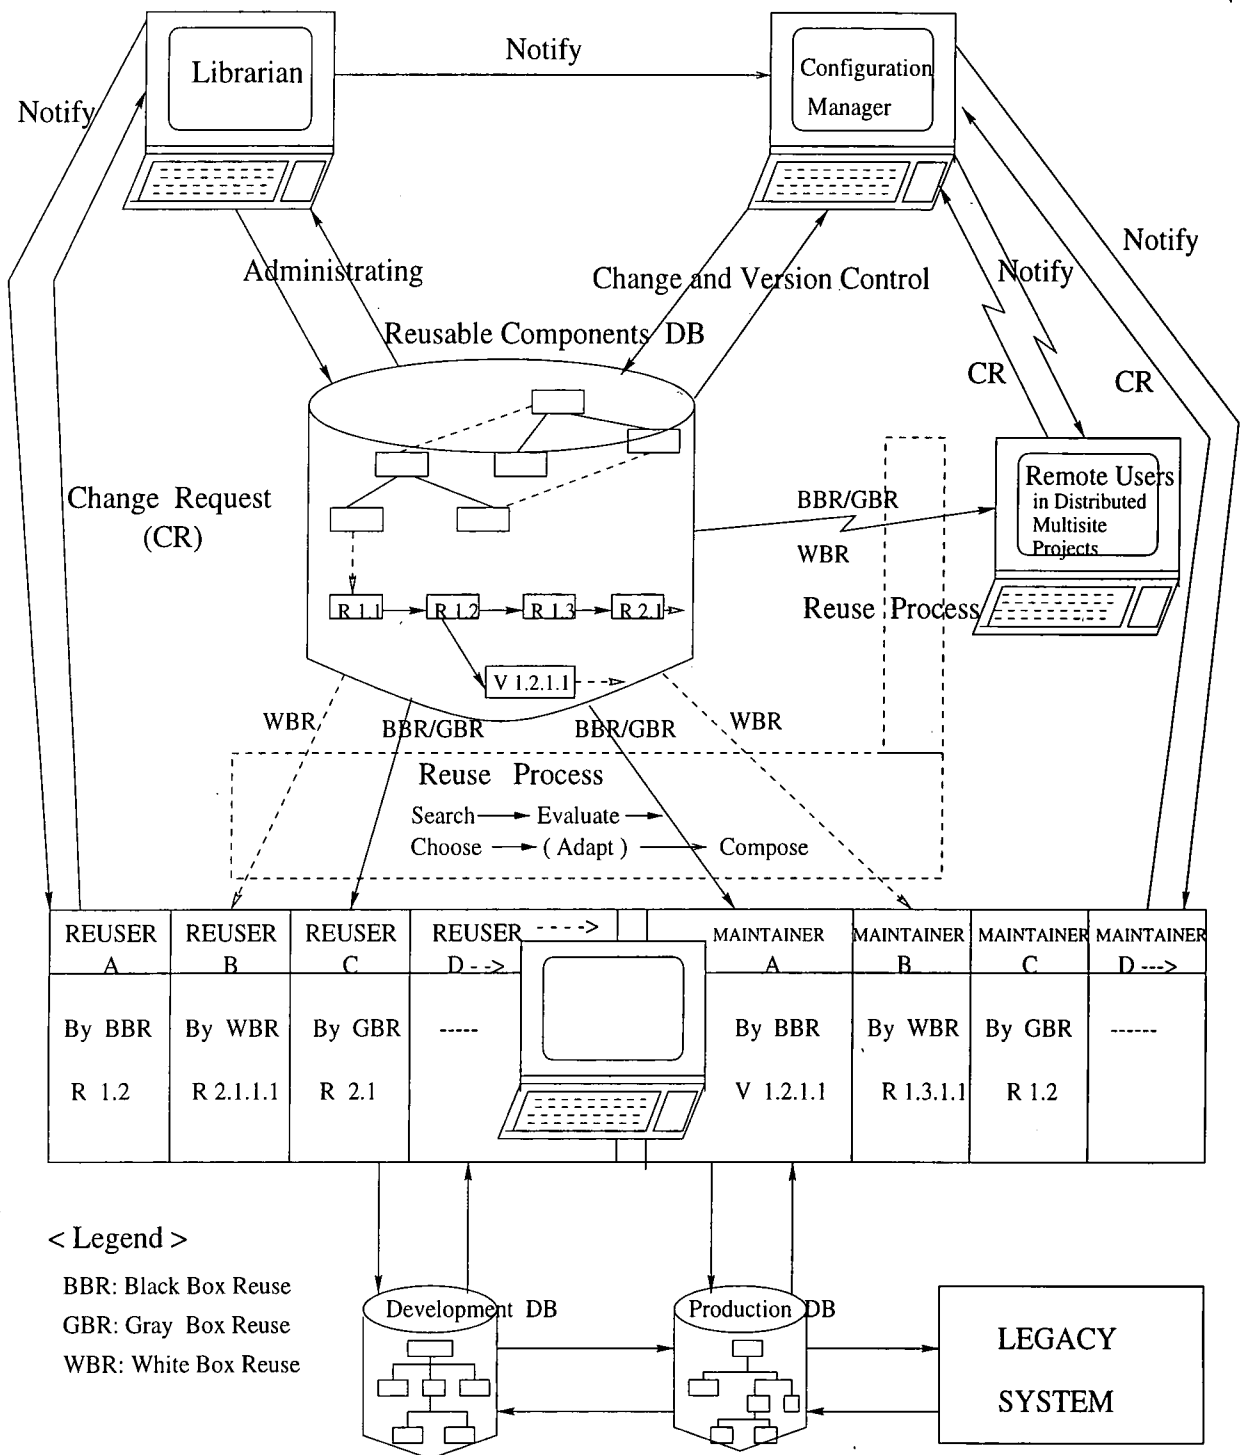 Notify
Librarian
Configuration
Manager
Notify
Notify
Administrating
Change and Version Control
Notify
Reusable Components DB
CR
CR
Change Request
(CR)
BBR/GBR
WBR
Remote Users
in Distributed
Multisite
Projects
Reuse Process
R 1.1
R 1.2
R 1.3
R 2.1
V 1.2.1.1
WBR
BBR/GBR
BBR/GBR
WBR
Reuse Process
Search Evaluate
Choose ( Adapt ) Compose
REUSER
A
REUSER
B
REUSER
C
REUSER ---->
D -->
MAINTAINER
A
MAINTAINER
B
MAINTAINER
C
MAINTAINER
D --->
By BBR
By WBR
By GBR
-----
By BBR
By WBR
By GBR
------
R 1.2
R 2.1.1.1
R 2.1
V 1.2.1.1
R 1.3.1.1
R 1.2
< Legend >
BBR: Black Box Reuse
GBR: Gray Box Reuse
WBR: White Box Reuse
Development DB
Production DB
LEGACY
SYSTEM